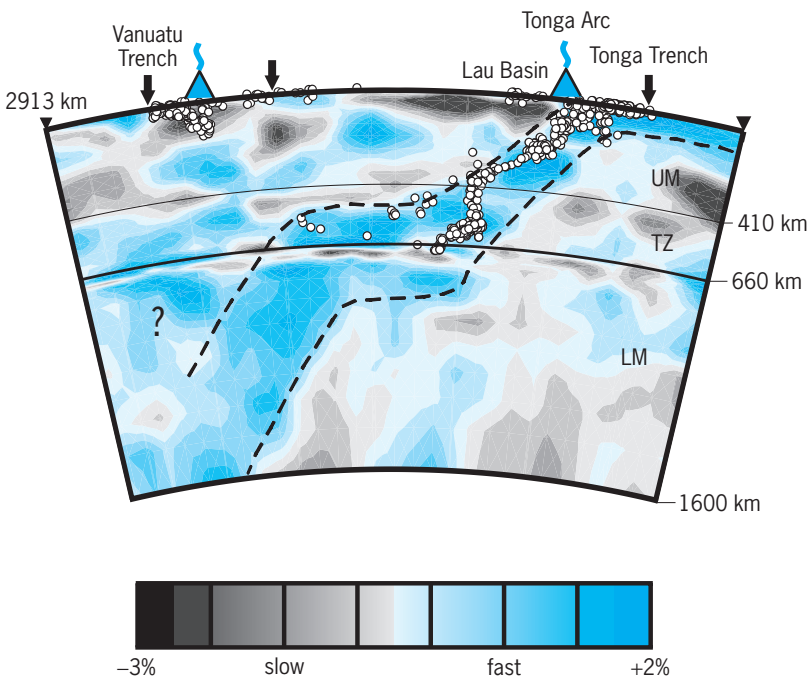 Tonga Arc
Vanuatu
Trench
Tonga Trench
Lau Basin
2913 km
UM
410 km
TZ
660 km
?
LM
1600 km
–3%
slow
fast
+2%